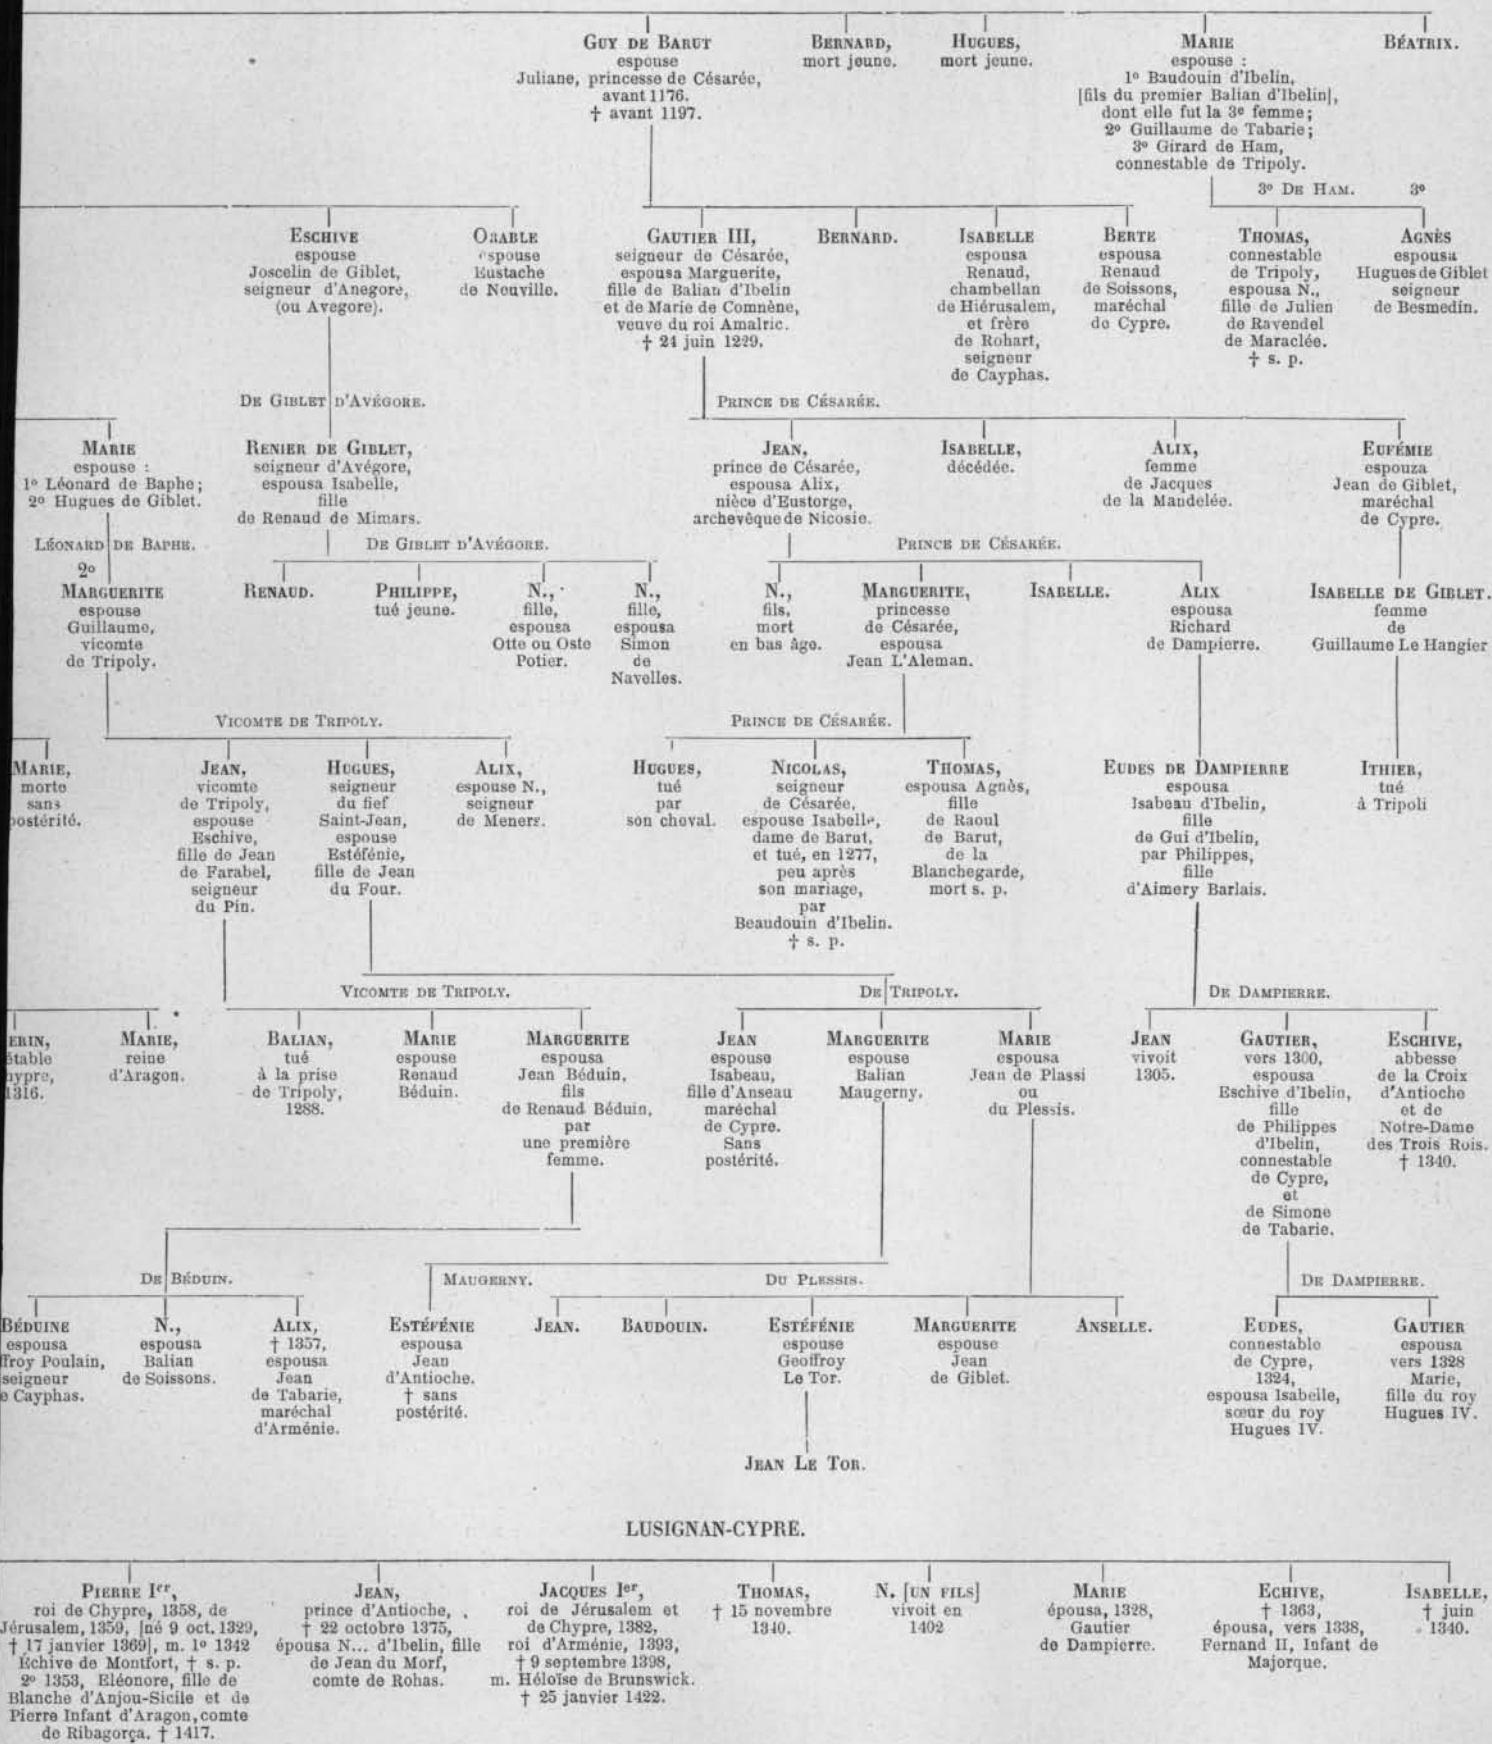 GUY DE BARUT
espouse
Juliane, princesse de Césarée,
avant 1176.
† avant 1197.
BERNARD,
mort jeune.
HUGUES,
mort jeune.
MARIE
espouse :
1º Baudouin d'Ibelin,
[fils du premier Balian d'Ibelin],
dont elle fut la 3e femme;
2º Guillaume de Tabarie;
3º Girard de Ham,
connestable de Tripoly.
BÉATRIX.
3º DE HAM.
3º
ESCHIVE
espouse
Joscelin de Giblet,
seigneur d'Anegore,
(ou Avegore).
ORABLE
espouse
Eustache
de Neuville.
GAUTIER III,
seigneur de Césarée,
espousa Marguerite,
fille de Balian d'Ibelin
et de Marie de Comnène,
veuve du roi Amalric.
† 24 juin 1229.
BERNARD.
ISABELLE
espousa
Renaud,
chambellan
de Hiérusalem,
et frère
de Rohart,
seigneur
de Cayphas.
BERTE
espousa
Renaud
de Soissons,
maréchal
de Cypre.
THOMAS,
connestable
de Tripoly,
espousa N.,
fille de Julien
de Ravendel
de Maraclée.
† s. p.
AGNÈS
espousa
Hugues de Giblet
seigneur
de Besmedin.
DE GIBLET D'AVÉGORE.
PRINCE DE CÉSARÉE.
MARIE
espouse :
1º Léonard de Baphe;
2º Hugues de Giblet.
RENIER DE GIBLET,
seigneur d'Avégore,
espousa Isabelle,
fille
de Renaud de Mimars.
JEAN,
prince de Césarée,
espousa Alix,
nièce d'Eustorge,
archevêque de Nicosie.
ISABELLE,
décédée.
ALIX,
femme
de Jacques
de la Mandelée.
EUFÉMIE
espouza
Jean de Giblet,
maréchal
de Cypre.
LÉONARD DE BAPHE.
DE GIBLET D'AVÉGORE.
PRINCE DE CÉSARÉE.
2º
MARGUERITE
espouse
Guillaume,
vicomte
de Tripoly.
RENAUD.
PHILIPPE,
tué jeune.
N.,
fille,
espousa
Otte ou Oste
Potier.
N.,
fille,
espousa
Simon
de
Navelles.
N.,
fils,
mort
en bas âge.
MARGUERITE,
princesse
de Césarée,
espousa
Jean L'Aleman.
ISABELLE.
ALIX
espousa
Richard
de Dampierre.
ISABELLE DE GIBLET.
femme
de
Guillaume Le Hangier
VICOMTE DE TRIPOLY.
PRINCE DE CÉSARÉE.
MARIE,
morte
sans
postérité.
JEAN,
vicomte
de Tripoly,
espouse
Eschive,
fille de Jean
de Farabel,
seigneur
du Pin.
HUGUES,
seigneur
du fief
Saint-Jean,
espouse
Estéfénie,
fille de Jean
du Four.
ALIX,
espouse N.,
seigneur
de Meners.
HUGUES,
tué
par
son cheval.
NICOLAS,
seigneur
de Césarée,
espouse Isabelle,
dame de Barut,
et tué, en 1277,
peu après
son mariage,
par
Beaudouin d'Ibelin.
† s. p.
THOMAS,
espousa Agnès,
fille
de Raoul
de Barut,
de la
Blanchegarde,
mort s. p.
EUDES DE DAMPIERRE
espousa
Isabeau d'Ibelin,
fille
de Gui d'Ibelin,
par Philippes,
fille
d'Aimery Barlais.
ITHIER,
tué
à Tripoli
VICOMTE DE TRIPOLY.
DE TRIPOLY.
DE DAMPIERRE.
ERIN,
étable
hypre,
1316.
MARIE,
reine
d'Aragon.
BALIAN,
tué
à la prise
de Tripoly,
1288.
MARIE
espouse
Renaud
Béduin.
MARGUERITE
espousa
Jean Béduin,
fils
de Renaud Béduin,
par
une première
femme.
JEAN
espouse
Isabeau,
fille d'Anseau
maréchal
de Cypre.
Sans
postérité.
MARGUERITE
espouse
Balian
Maugerny.
MARIE
espousa
Jean de Plassi
ou
du Plessis.
JEAN
vivoit
1305.
GAUTIER,
vers 1300,
espousa
Eschive d'Ibelin,
fille
de Philippes
d'Ibelin,
connestable
de Cypre,
et
de Simone
de Tabarie.
ESCHIVE,
abbesse
de la Croix
d'Antioche
et de
Notre-Dame
des Trois Rois.
† 1340.
DE BÉDUIN.
MAUGERNY.
DU PLESSIS.
DE DAMPIERRE.
BÉDUINE
espousa
ffroy Poulain,
seigneur
e Cayphas.
N.,
espousa
Balian
de Soissons.
ALIX,
† 1357,
espousa
Jean
de Tabarie,
maréchal
d'Arménie.
ESTÉFÉNIE
espousa
Jean
d'Antioche.
† sans
postérité.
JEAN.
BAUDOUIN.
ESTÉFÉNIE
espouse
Geoffroy
Le Tor.
MARGUERITE
espouse
Jean
de Giblet.
ANSELLE.
EUDES,
connestable
de Cypre,
1324,
espousa Isabelle,
sœur du roy
Hugues IV.
GAUTIER
espousa
vers 1328
Marie,
fille du roy
Hugues IV.
JEAN LE TOR.
LUSIGNAN-CYPRE.
PIERRE Ier,
roi de Chypre, 1358, de
Jérusalem, 1359, [né 9 oct. 1329,
† 17 janvier 1369], m. 1º 1342
Échive de Montfort, † s. p.
2º 1353, Eléonore, fille de
Blanche d'Anjou-Sicile et de
Pierre Infant d'Aragon, comte
de Ribagorça. † 1417.
JEAN,
prince d'Antioche,
† 22 octobre 1375,
épousa N... d'Ibelin, fille
de Jean du Morf,
comte de Rohas.
JACQUES Ier,
roi de Jérusalem et
de Chypre, 1382,
roi d'Arménie, 1393,
† 9 septembre 1398,
m. Héloïse de Brunswick.
† 25 janvier 1422.
THOMAS,
† 15 novembre
1340.
N. [UN FILS]
vivoit en
1402
MARIE
épousa, 1328,
Gautier
de Dampierre.
ECHIVE,
† 1363,
épousa, vers 1338,
Fernand II, Infant de
Majorque.
ISABELLE,
† juin
1340.